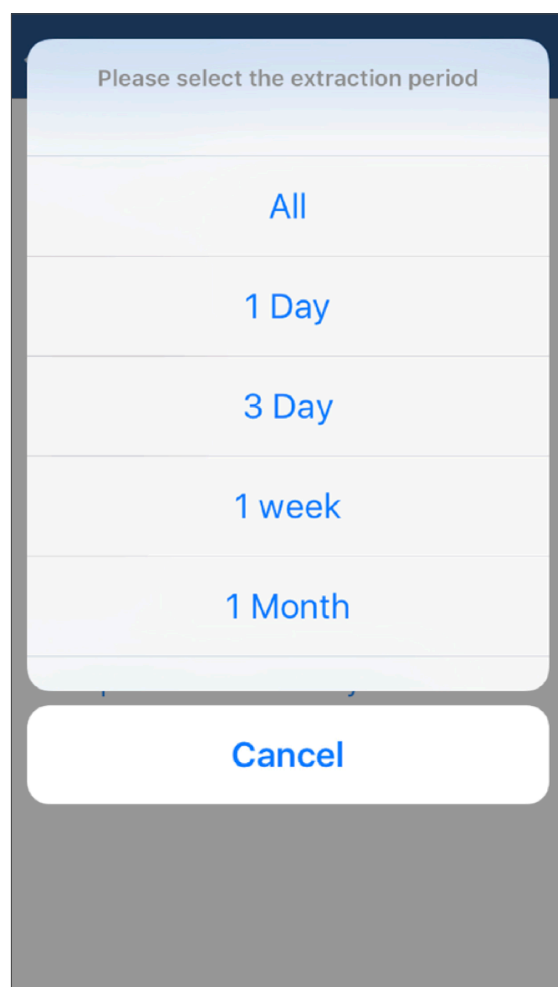 Please select the extraction period
All
1 Day
3 Day
1 week
1 Month
Cancel